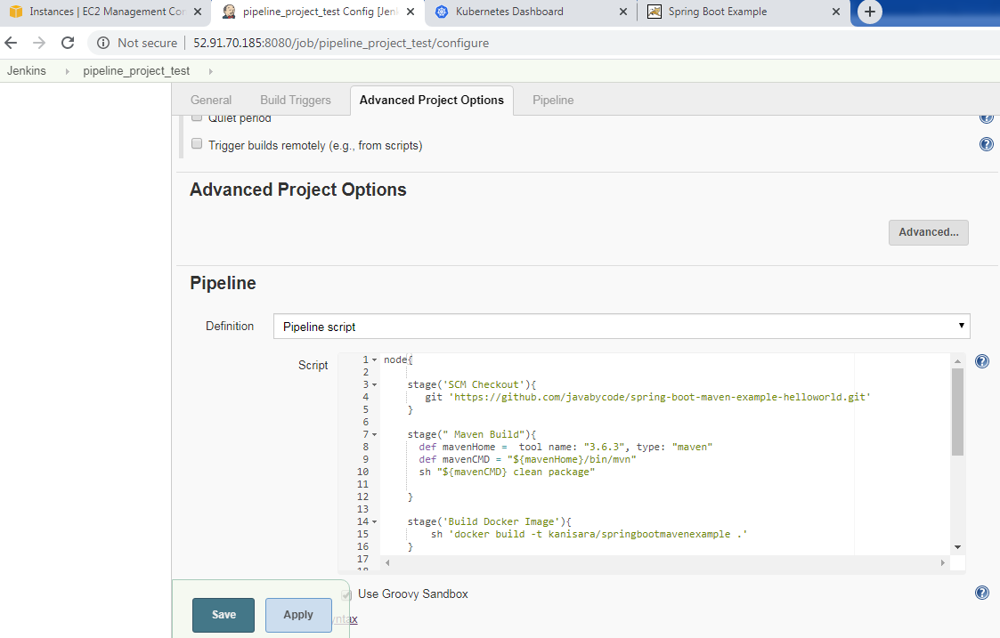 Instances | EC2 Management Cor
pipeline_project_test Config [Jen
Kubernetes Dashboard
Spring Boot Example
Not secure
52.91.70.185:8080/job/pipeline_project_test/configure
Jenkins
pipeline_project_test
General
Build Triggers
Advanced Project Options
Pipeline
Quiet period
Trigger builds remotely (e.g., from scripts)
Advanced Project Options
Advanced...
Pipeline
Definition
Pipeline script
Script
1 node{
2
3 stage('SCM Checkout'){
4 git 'https://github.com/javabycode/spring-boot-maven-example-helloworld.git'
5 }
6
7 stage(" Maven Build"){
8 def mavenHome =  tool name: "3.6.3", type: "maven"
9 def mavenCMD = "${mavenHome}/bin/mvn"
10 sh "${mavenCMD} clean package"
11
12 }
13
14 stage('Build Docker Image'){
15 sh 'docker build -t kanisara/springbootmavenexample .'
16 }
17
18
Use Groovy Sandbox
Save
Apply
ntax